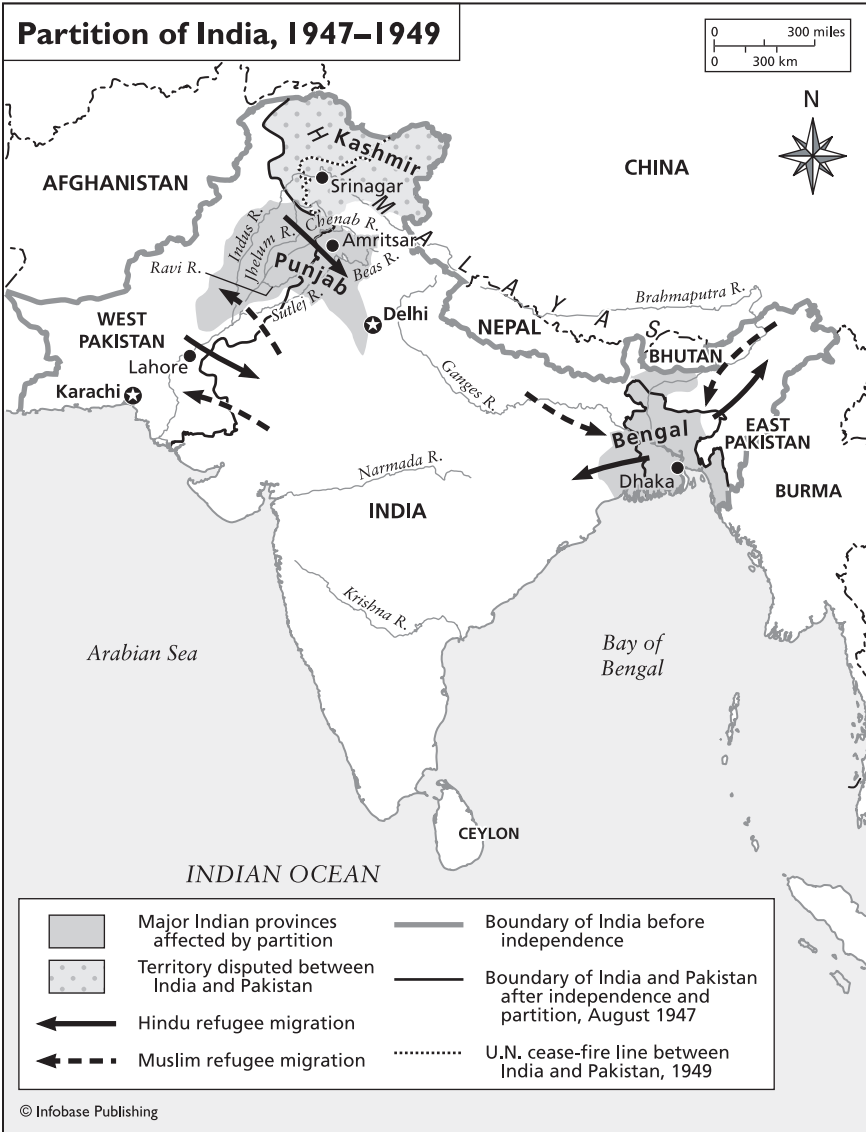 Partition of India, 1947–1949
0 300 miles
0 300 km
N
AFGHANISTAN
CHINA
Kashmir
Srinagar
HIMALAYAS
Indus R.
Jhelum R.
Chenab R.
Amritsar
Ravi R.
Punjab
Beas R.
Sutlej R.
Delhi
WEST
PAKISTAN
Lahore
Karachi
NEPAL
Brahmaputra R.
BHUTAN
Ganges R.
Bengal
EAST
PAKISTAN
Dhaka
BURMA
Narmada R.
INDIA
Krishna R.
Arabian Sea
Bay of
Bengal
CEYLON
INDIAN OCEAN
Major Indian provinces
affected by partition
Territory disputed between
India and Pakistan
Hindu refugee migration
Muslim refugee migration
Boundary of India before
independence
Boundary of India and Pakistan
after independence and
partition, August 1947
U.N. cease-fire line between
India and Pakistan, 1949
© Infobase Publishing